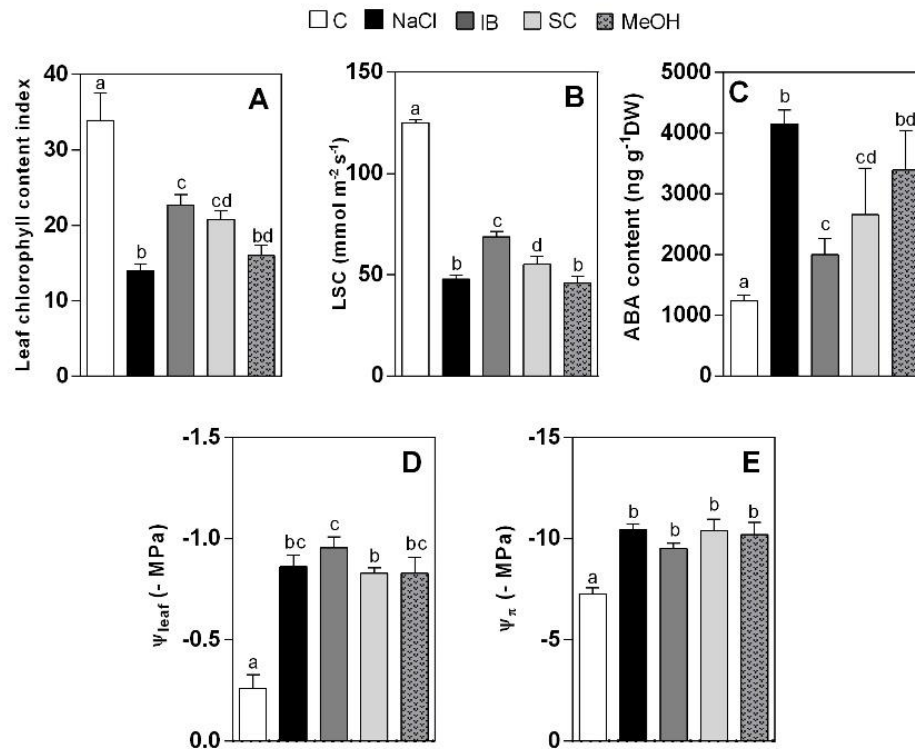 C NaCl IB SC MeOH
A
Leaf chlorophyll content index
40
30
20
10
0
a
b
c
cd
bd
B
LSC (mmol m⁻² s⁻¹)
150
100
50
0
a
b
c
d
b
C
ABA content (ng g⁻¹DW)
5000
4000
3000
2000
1000
0
a
b
c
cd
bd
D
Ψleaf (- MPa)
-1.5
-1.0
-0.5
0.0
a
bc
c
b
bc
E
Ψπ (- MPa)
-15
-10
-5
0
a
b
b
b
b